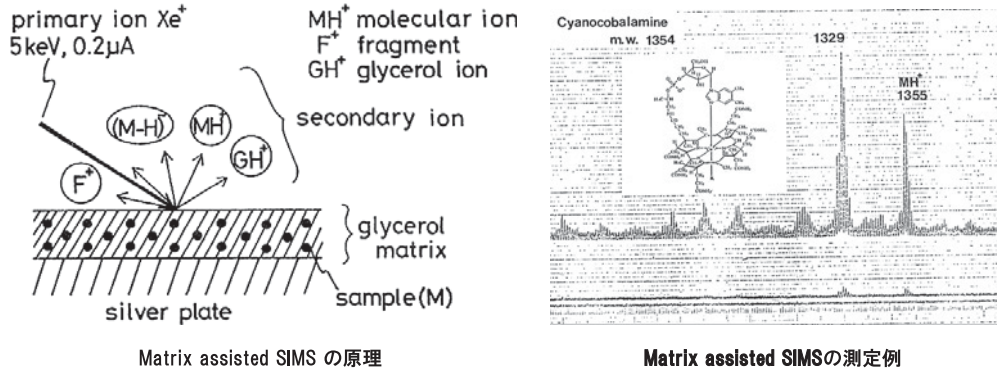 primary ion Xe⁺
5keV, 0.2μA
MH⁺ molecular ion
F⁺ fragment
GH⁺ glycerol ion
(M-H)⁻
MH⁺
GH⁺
F⁺
secondary ion
glycerol
matrix
sample(M)
silver plate
Matrix assisted SIMS の原理
Cyanocobalamine
m.w. 1354
1329
MH⁺
1355
Matrix assisted SIMSの測定例